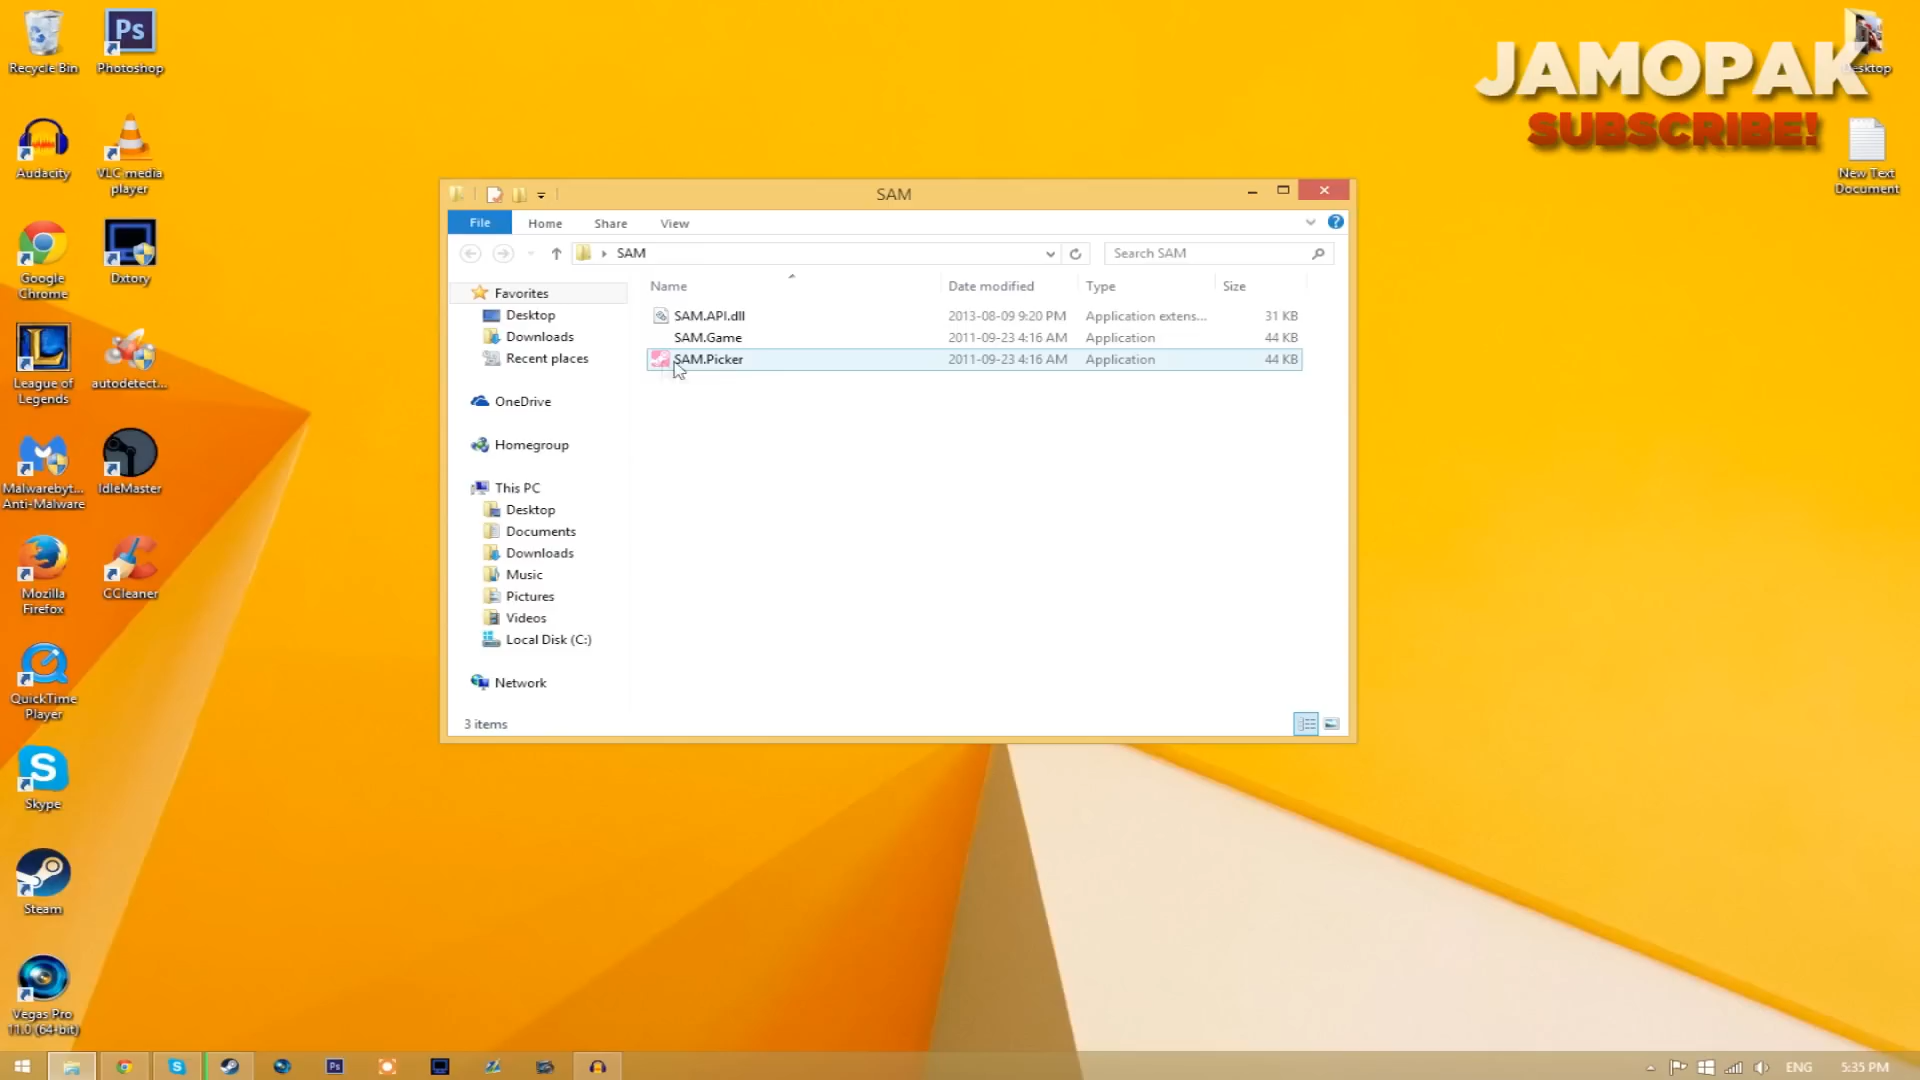 Recycle Bin
Photoshop
Audacity
VLC media
player
Google
Chrome
Dxtory
League of
Legends
autodetect...
Malwarebyt...
Anti-Malware
IdleMaster
Mozilla
Firefox
CCleaner
QuickTime
Player
Skype
Steam
Vegas Pro
11.0 (64-bit)
SAM
File Home Share View
SAM
Search SAM
Name Date modified Type Size
SAM.API.dll 2013-08-09 9:20 PM Application extens... 31 KB
SAM.Game 2011-09-23 4:16 AM Application 44 KB
SAM.Picker 2011-09-23 4:16 AM Application 44 KB
Favorites
Desktop
Downloads
Recent places
OneDrive
Homegroup
This PC
Desktop
Documents
Downloads
Music
Pictures
Videos
Local Disk (C:)
Network
3 items
JAMOPAK
SUBSCRIBE!
New Text
Document
ENG 5:35 PM